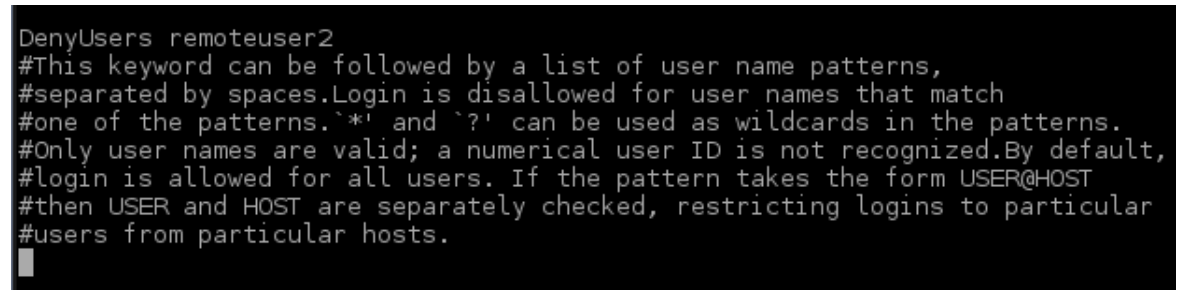 DenyUsers remoteuser2
#This keyword can be followed by a list of user name patterns,
#separated by spaces.Login is disallowed for user names that match
#one of the patterns.`*' and `?' can be used as wildcards in the patterns.
#Only user names are valid; a numerical user ID is not recognized.By default,
#login is allowed for all users. If the pattern takes the form USER@HOST
#then USER and HOST are separately checked, restricting logins to particular
#users from particular hosts.